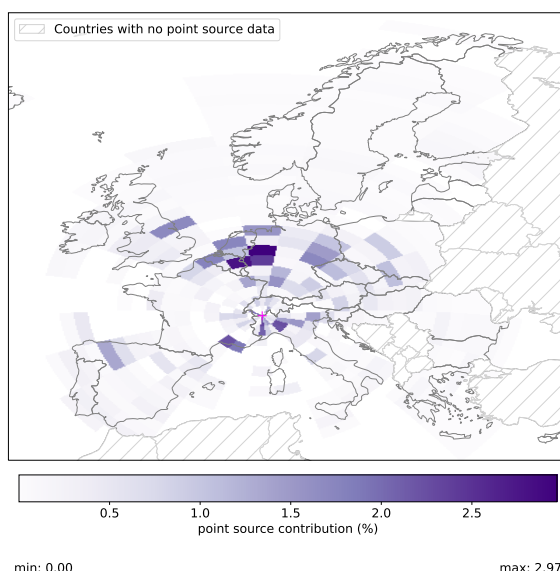 Countries with no point source data
0.5 1.0 1.5 2.0 2.5
point source contribution (%)
min: 0.00 max: 2.97